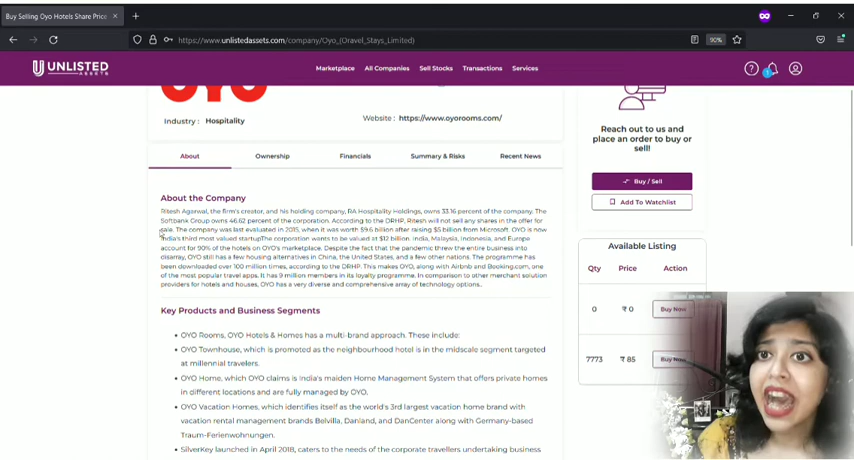 Buy Selling Oyo Hotels Share Price
https://www.unlistedassets.com/company/Oyo_(Oravel_Stays_Limited)
90%
UNLISTED
ASSETS
Marketplace All Companies Sell Stocks Transactions Services
1
OYO
Industry : Hospitality
Website : https://www.oyorooms.com/
About Ownership Financials Summary & Risks Recent News
About the Company
Ritesh Agarwal, the firm's creator, and his holding company, RA Hospitality Holdings, owns 33.16 percent of the company. The
Softbank Group owns 46.62 percent of the corporation. According to the DRHP, Ritesh will not sell any shares in the offer for
sale. The company was last evaluated in 2015, when it was worth $9.6 billion after raising $5 billion from Microsoft. OYO is now
India's third most valued startupThe corporation wants to be valued at $12 billion. India, Malaysia, Indonesia, and Europe
account for 90% of the hotels on OYO's marketplace. Despite the fact that the pandemic threw the entire business into
disarray, OYO still has a few housing alternatives in China, the United States, and a few other nations. The programme has
been downloaded over 100 million times, according to the DRHP. This makes OYO, along with Airbnb and Booking.com, one
of the most popular travel apps. It has 9 million members in its loyalty programme. In comparison to other merchant solution
providers for hotels and houses, OYO has a very diverse and comprehensive array of technology options..
Key Products and Business Segments
OYO Rooms, OYO Hotels & Homes has a multi-brand approach. These include:
OYO Townhouse, which is promoted as the neighbourhood hotel is in the midscale segment targeted
at millennial travelers.
OYO Home, which OYO claims is India's maiden Home Management System that offers private homes
in different locations and are fully managed by OYO.
OYO Vacation Homes, which identifies itself as the world's 3rd largest vacation home brand with
vacation rental management brands Belvilla, Danland, and DanCenter along with Germany-based
Traum-Ferienwohnungen.
SilverKey launched in April 2018, caters to the needs of the corporate travellers undertaking business
Reach out to us and
place an order to buy or
sell!
Buy / Sell
Add To Watchlist
Available Listing
Qty Price Action
0 ₹ 0 Buy Now
7773 ₹ 85 Buy Now